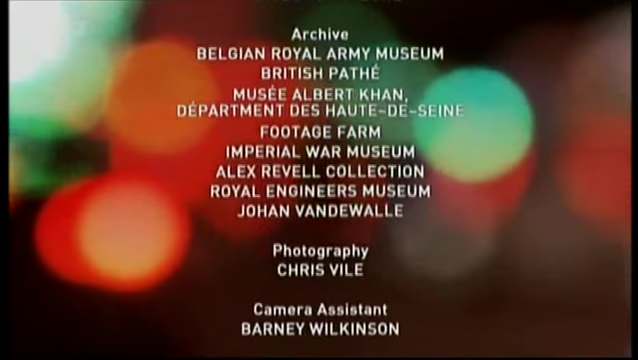 Archive
BELGIAN ROYAL ARMY MUSEUM
BRITISH PATHÉ
MUSÉE ALBERT KHAN,
DÉPARTMENT DES HAUTE-DE-SEINE
FOOTAGE FARM
IMPERIAL WAR MUSEUM
ALEX REVELL COLLECTION
ROYAL ENGINEERS MUSEUM
JOHAN VANDEWALLE
Photography
CHRIS VILE
Camera Assistant
BARNEY WILKINSON